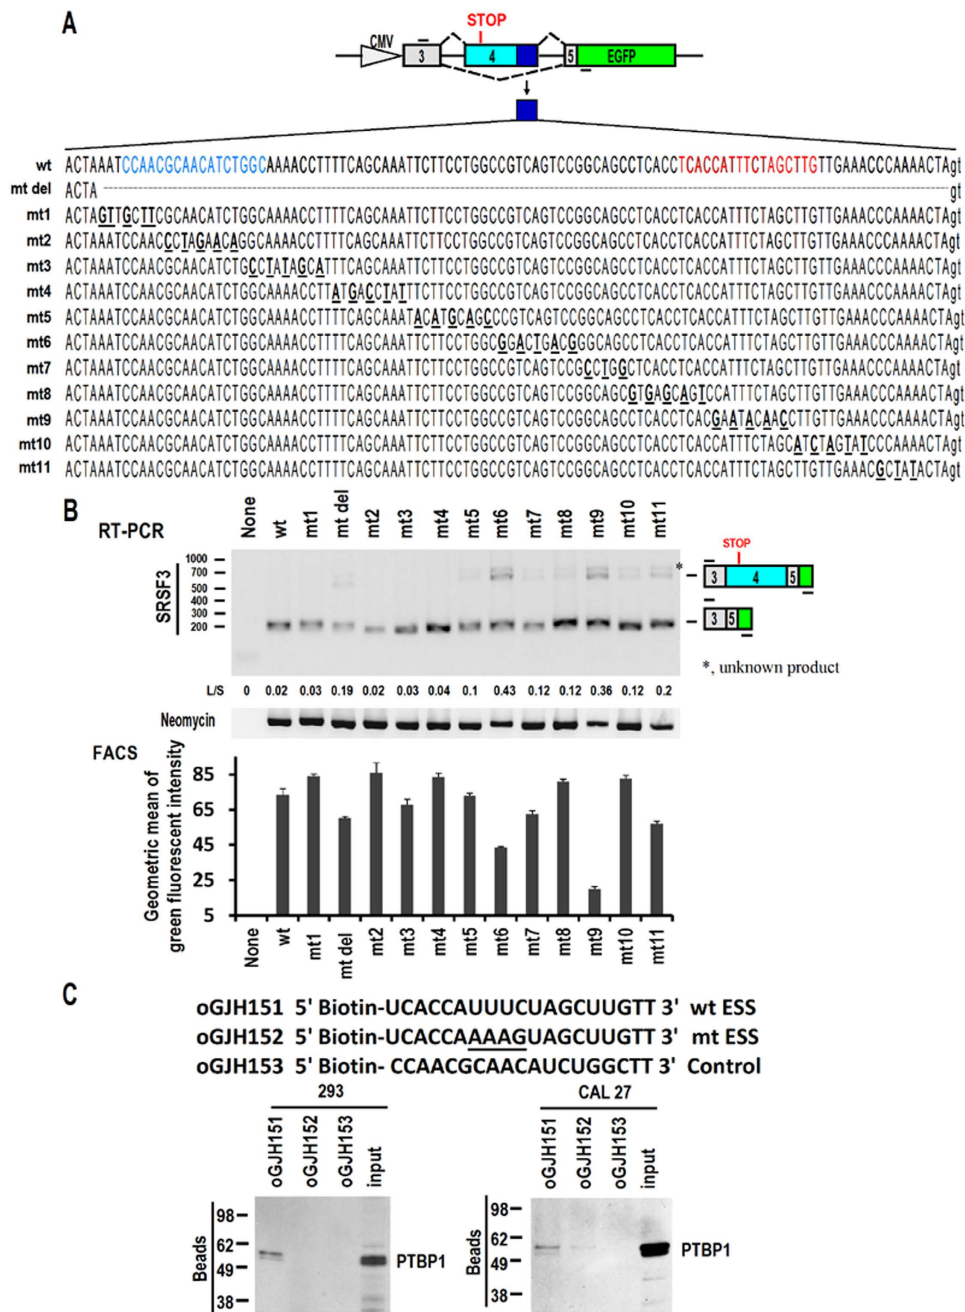 A
STOP
CMV 3 4 5 EGFP
wt ACTAAATCCAACGCAACATCTGGCAAAACCTTTTCAGCAAATTCTTCCTGGCCGTCAGTCCGGCAGCCTCACCTCACCATTTCTAGCTTGTTGAAACCCAAAACTAgt
mt del ACTA gt
mt1 ACTAGTTGCTTCGCAACATCTGGCAAAACCTTTTCAGCAAATTCTTCCTGGCCGTCAGTCCGGCAGCCTCACCTCACCATTTCTAGCTTGTTGAAACCCAAAACTAgt
mt2 ACTAAATCCAACCCTAGAACAGGCAAAACCTTTTCAGCAAATTCTTCCTGGCCGTCAGTCCGGCAGCCTCACCTCACCATTTCTAGCTTGTTGAAACCCAAAACTAgt
mt3 ACTAAATCCAACGCAACATCTGCCTATAGCATTTCAGCAAATTCTTCCTGGCCGTCAGTCCGGCAGCCTCACCTCACCATTTCTAGCTTGTTGAAACCCAAAACTAgt
mt4 ACTAAATCCAACGCAACATCTGGCAAAACCTTATGACCTATTTCTTCCTGGCCGTCAGTCCGGCAGCCTCACCTCACCATTTCTAGCTTGTTGAAACCCAAAACTAgt
mt5 ACTAAATCCAACGCAACATCTGGCAAAACCTTTTCAGCAAATACATGCAGCCCGTCAGTCCGGCAGCCTCACCTCACCATTTCTAGCTTGTTGAAACCCAAAACTAgt
mt6 ACTAAATCCAACGCAACATCTGGCAAAACCTTTTCAGCAAATTCTTCCTGGCGGACTGACGGGCAGCCTCACCTCACCATTTCTAGCTTGTTGAAACCCAAAACTAgt
mt7 ACTAAATCCAACGCAACATCTGGCAAAACCTTTTCAGCAAATTCTTCCTGGCCGTCAGTCCGCCTGGCTCACCTCACCATTTCTAGCTTGTTGAAACCCAAAACTAgt
mt8 ACTAAATCCAACGCAACATCTGGCAAAACCTTTTCAGCAAATTCTTCCTGGCCGTCAGTCCGGCAGCGTGAGCAGTCCATTTCTAGCTTGTTGAAACCCAAAACTAgt
mt9 ACTAAATCCAACGCAACATCTGGCAAAACCTTTTCAGCAAATTCTTCCTGGCCGTCAGTCCGGCAGCCTCACCTCACGAATACAACCTTGTTGAAACCCAAAACTAgt
mt10 ACTAAATCCAACGCAACATCTGGCAAAACCTTTTCAGCAAATTCTTCCTGGCCGTCAGTCCGGCAGCCTCACCTCACCATTTCTAGCATCTAGTATCCCAAAACTAgt
mt11 ACTAAATCCAACGCAACATCTGGCAAAACCTTTTCAGCAAATTCTTCCTGGCCGTCAGTCCGGCAGCCTCACCTCACCATTTCTAGCTTGTTGAAACGCTATACTAgt
B
RT-PCR
None wt mt1 mt del mt2 mt3 mt4 mt5 mt6 mt7 mt8 mt9 mt10 mt11
SRSF3
1000
700
500
400
300
200
*
STOP
3 4 5
3 5
*, unknown product
L/S 0 0.02 0.03 0.19 0.02 0.03 0.04 0.1 0.43 0.12 0.12 0.36 0.12 0.2
Neomycin
FACS
Geometric mean of
green fluorescent intensity
85
65
45
25
5
None wt mt1 mt del mt2 mt3 mt4 mt5 mt6 mt7 mt8 mt9 mt10 mt11
C
oGJH151 5' Biotin-UCACCAUUUCUAGCUUGTT 3' wt ESS
oGJH152 5' Biotin-UCACCAAAAGUAGCUUGTT 3' mt ESS
oGJH153 5' Biotin- CCAACGCAACAUCUGGCTT 3' Control
293
oGJH151 oGJH152 oGJH153 input
Beads
98
62
49
38
PTBP1
CAL 27
oGJH151 oGJH152 oGJH153 input
Beads
98
62
49
38
PTBP1